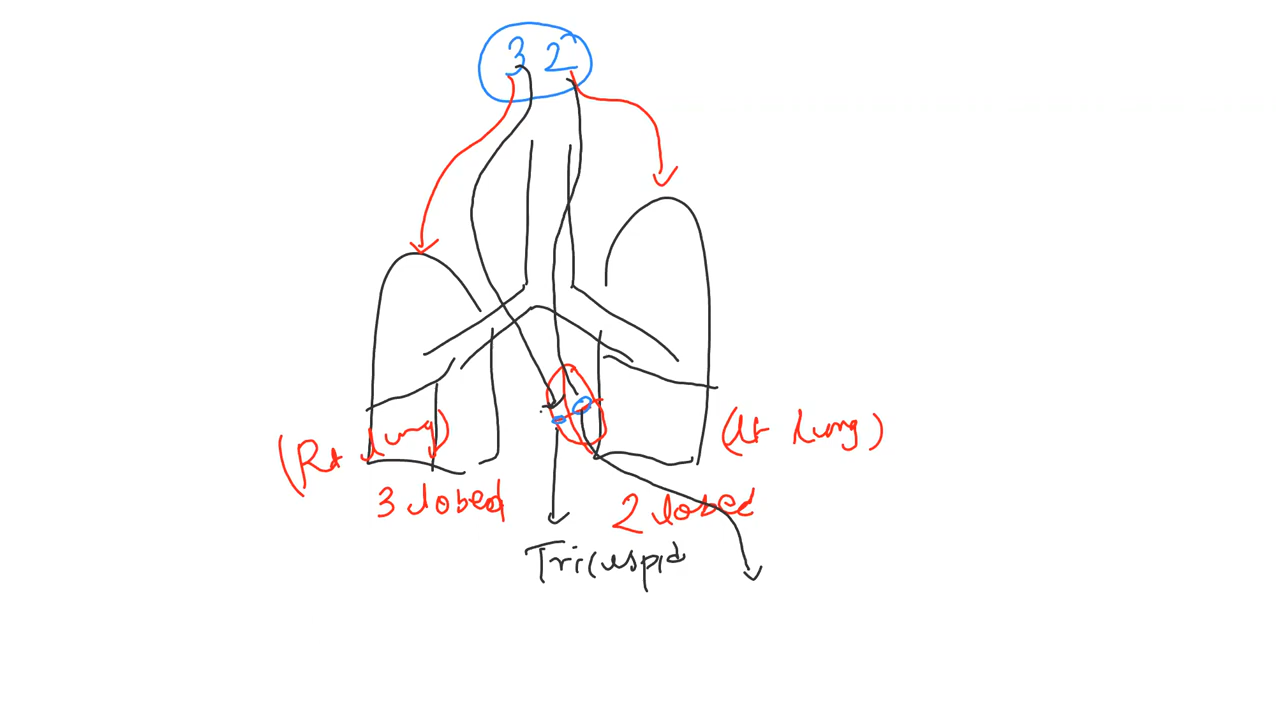 3 2
(Rt lung)
(lt lung)
3 lobed
2 lobed
Tricuspid